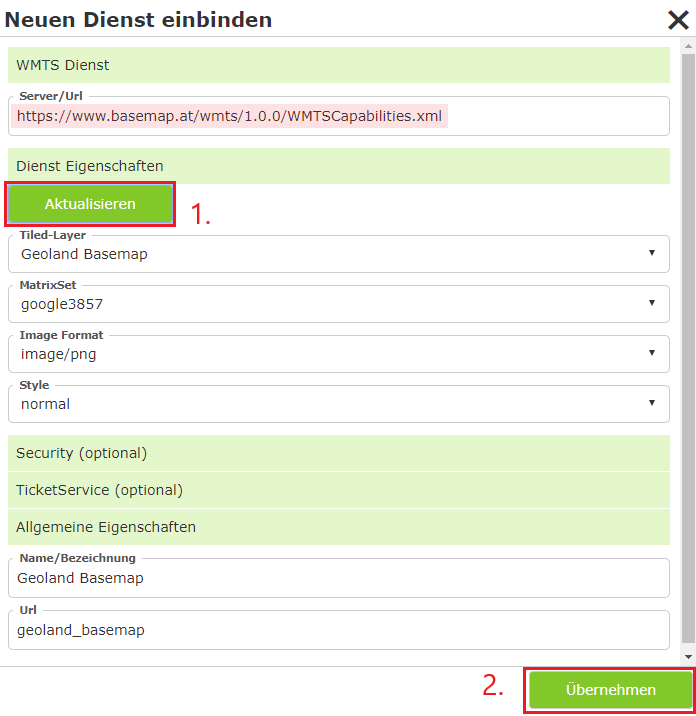 Neuen Dienst einbinden
WMTS Dienst
Server/Url
https://www.basemap.at/wmts/1.0.0/WMTSCapabilities.xml
Dienst Eigenschaften
Aktualisieren
1.
Tiled-Layer
Geoland Basemap
MatrixSet
google3857
Image Format
image/png
Style
normal
Security (optional)
TicketService (optional)
Allgemeine Eigenschaften
Name/Bezeichnung
Geoland Basemap
Url
geoland_basemap
2.
Übernehmen